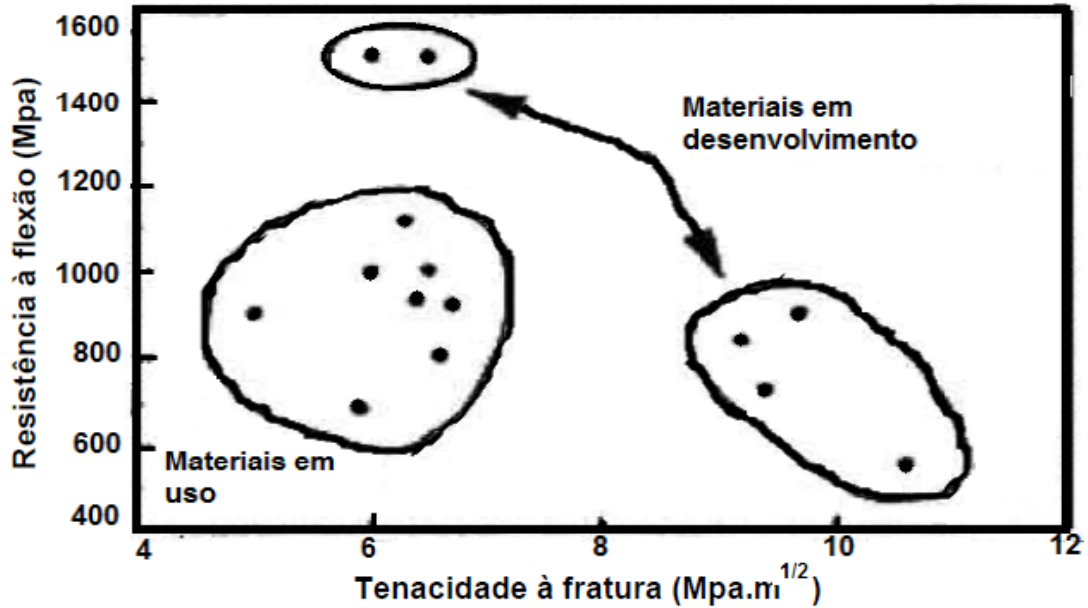 Resistência à flexão (Mpa)
1600
1400
1200
1000
800
600
400
Materiais em
desenvolvimento
Materiais em
uso
4
6
8
10
12
Tenacidade à fratura (Mpa.m^1/2)